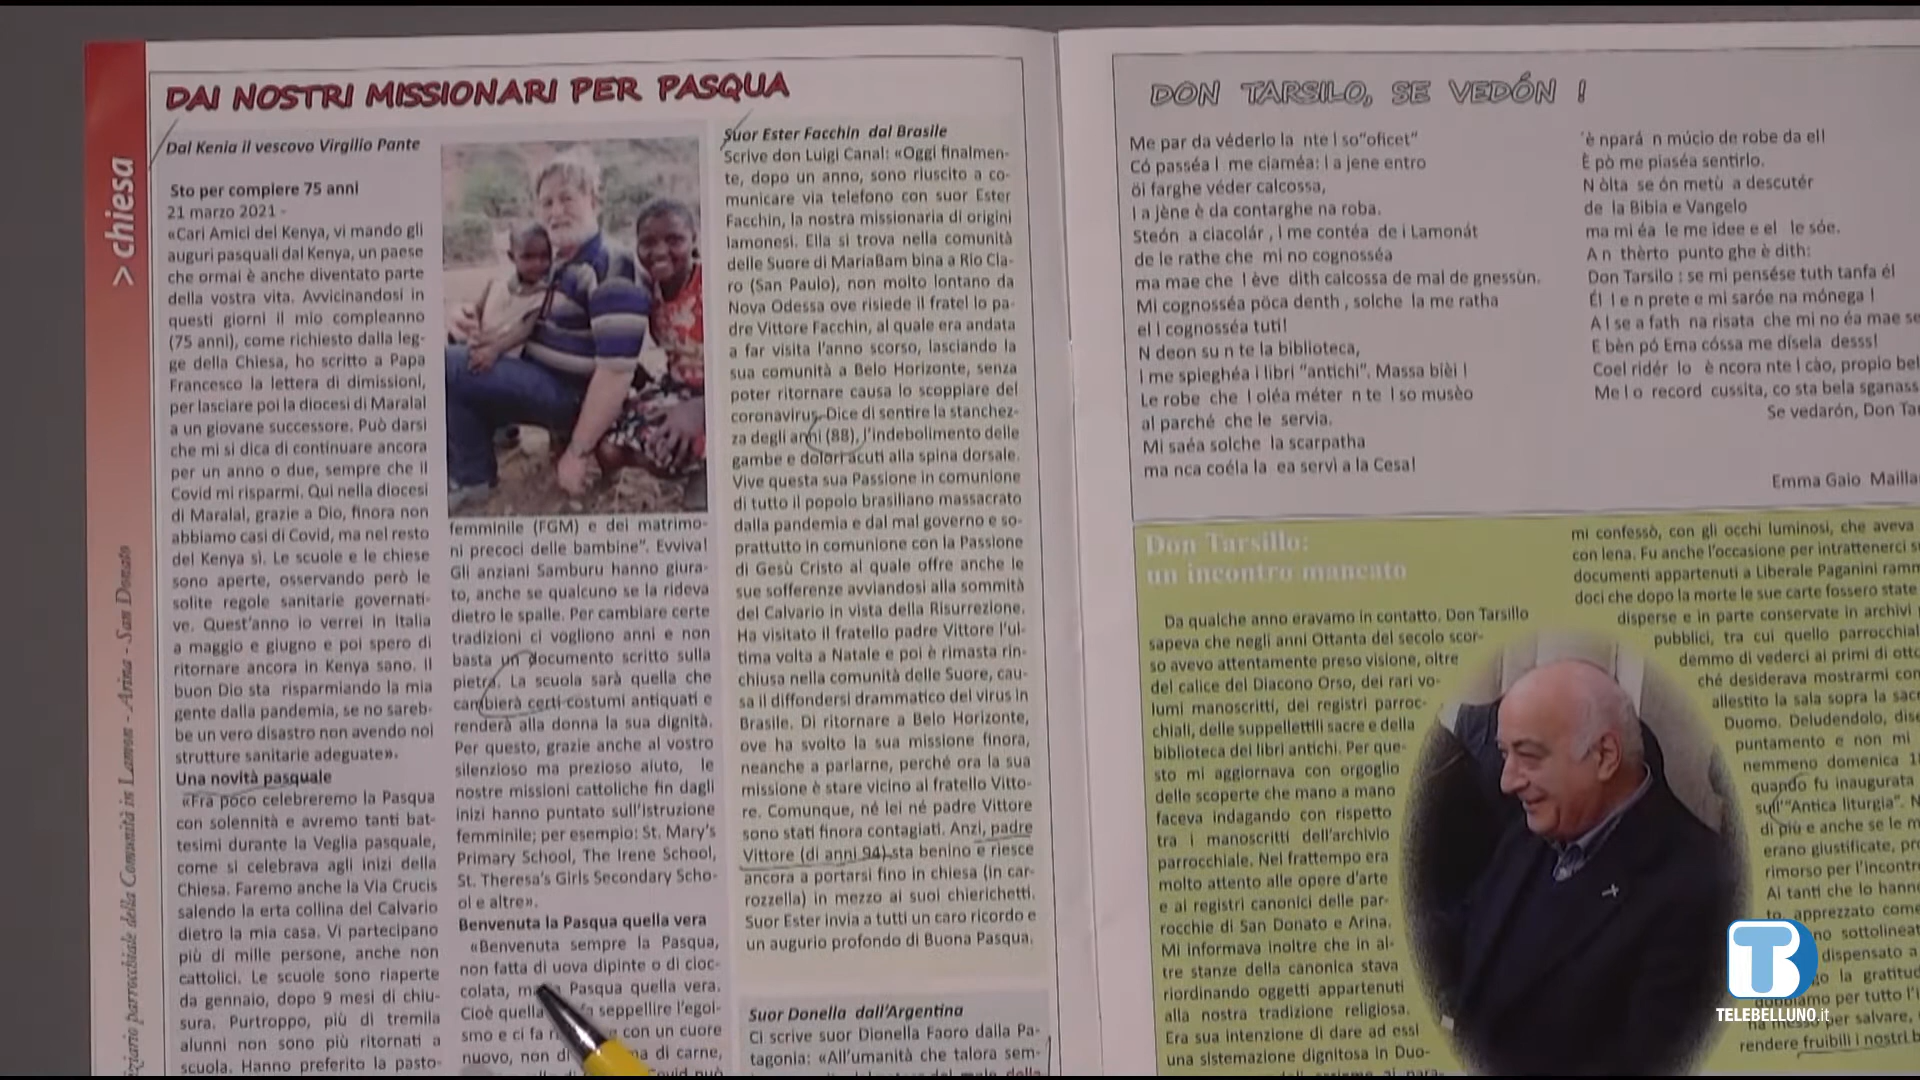 > chiesa
DAI NOSTRI MISSIONARI PER PASQUA
Dal Kenia il vescovo Virgilio Pante
Sto per compiere 75 anni
21 marzo 2021 -
«Cari Amici del Kenya, vi mando gli
auguri pasquali dal Kenya, un paese
che ormai è anche diventato parte
della vostra vita. Avvicinandosi in
questi giorni il mio compleanno
(75 anni), come richiesto dalla leg-
ge della Chiesa, ho scritto a Papa
Francesco la lettera di dimissioni,
per lasciare poi la diocesi di Maralal
a un giovane successore. Può darsi
che mi si dica di continuare ancora
per un anno o due, sempre che il
Covid mi risparmi. Qui nella diocesi
di Maralal, grazie a Dio, finora non
abbiamo casi di Covid, ma nel resto
del Kenya sì. Le scuole e le chiese
sono aperte, osservando però le
solite regole sanitarie governati-
ve. Quest'anno io verrei in Italia
a maggio e giugno e poi spero di
ritornare ancora in Kenya sano. Il
buon Dio sta risparmiando la mia
gente dalla pandemia, se no sareb-
be un vero disastro non avendo noi
strutture sanitarie adeguate».
Una novità pasquale
«Fra poco celebreremo la Pasqua
con solennità e avremo tanti bat-
tesimi durante la Veglia pasquale,
come si celebrava agli inizi della
Chiesa. Faremo anche la Via Crucis
salendo la erta collina del Calvario
dietro la mia casa. Vi partecipano
più di mille persone, anche non
cattolici. Le scuole sono riaperte
da gennaio, dopo 9 mesi di chiu-
sura. Purtroppo, più di tremila
alunni non sono più ritornati a
scuola. Hanno preferito la pasto-
femminile (FGM) e dei matrimo-
ni precoci delle bambine". Evviva!
Gli anziani Samburu hanno giura-
to, anche se qualcuno se la rideva
dietro le spalle. Per cambiare certe
tradizioni ci vogliono anni e non
basta un documento scritto sulla
pietra. La scuola sarà quella che
cambierà certi costumi antiquati e
renderà alla donna la sua dignità.
Per questo, grazie anche al vostro
silenzioso ma prezioso aiuto, le
nostre missioni cattoliche fin dagli
inizi hanno puntato sull'istruzione
femminile; per esempio: St. Mary's
Primary School, The Irene School,
St. Theresa's Girls Secondary Scho-
ol e altre».
Benvenuta la Pasqua quella vera
«Benvenuta sempre la Pasqua,
non fatta di uova dipinte o di cioc-
colata, Pasqua quella vera.
Cioè quella seppellire l'egoi-
smo e ci fa con un cuore
nuovo, non di di carne,
Covid può
Suor Ester Facchin dal Brasile
Scrive don Luigi Canal: «Oggi finalmen-
te, dopo un anno, sono riuscito a co-
municare via telefono con suor Ester
Facchin, la nostra missionaria di origini
lamonesi. Ella si trova nella comunità
delle Suore di MariaBam bina a Rio Cla-
ro (San Paulo), non molto lontano da
Nova Odessa ove risiede il fratel lo pa-
dre Vittore Facchin, al quale era andata
a far visita l'anno scorso, lasciando la
sua comunità a Belo Horizonte, senza
poter ritornare causa lo scoppiare del
coronavirus. Dice di sentire la stanchez-
za degli anni (88), l'indebolimento delle
gambe e dolori acuti alla spina dorsale.
Vive questa sua Passione in comunione
di tutto il popolo brasiliano massacrato
dalla pandemia e dal mal governo e so-
prattutto in comunione con la Passione
di Gesù Cristo al quale offre anche le
sue sofferenze avviandosi alla sommità
del Calvario in vista della Risurrezione.
Ha visitato il fratello padre Vittore l'ul-
tima volta a Natale e poi è rimasta rin-
chiusa nella comunità delle Suore, cau-
sa il diffondersi drammatico del virus in
Brasile. Di ritornare a Belo Horizonte,
ove ha svolto la sua missione finora,
neanche a parlarne, perché ora la sua
missione è stare vicino al fratello Vitto-
re. Comunque, né lei né padre Vittore
sono stati finora contagiati. Anzi, padre
Vittore (di anni 94) sta benino e riesce
ancora a portarsi fino in chiesa (in car-
rozzella) in mezzo ai suoi chierichetti.
Suor Ester invia a tutti un caro ricordo e
un augurio profondo di Buona Pasqua.
Suor Donella dall'Argentina
Ci scrive suor Dionella Faoro dalla Pa-
tagonia: «All'umanità che talora sem-
parrocchiale della Comunità in Lamon - Arina - San Donato
DON TARSILO, SE VEDÓN !
Me par da véderlo la nte l so"oficet"
Có passéa l me ciaméa: l a jene entro
öi farghe véder calcossa,
l a jène è da contarghe na roba.
Steón a ciacolár , l me contéa de i Lamonát
de le rathe che mi no cognosséa
ma mae che l ève dith calcossa de mal de gnessùn.
Mi cognosséa pöca denth , solche la me ratha
el l cognosséa tuti!
N deon su n te la biblioteca,
l me spieghéa i libri "antichi". Massa bièi !
Le robe che l oléa méter n te l so musèo
al parché che le servia.
Mi saéa solche la scarpatha
ma nca coéla la ea servì a la Cesa!
'è npará n múcio de robe da ell
È pò me piaséa sentirlo.
N òlta se ón metù a descutér
de la Bibia e Vangelo
ma mi éa le me idee e el le sóe.
A n thèrto punto ghe è dith:
Don Tarsilo : se mi pensése tuth tanfa él
Él l e n prete e mi saróe na mónega !
A l se a fath na risata che mi no éa mae se
E bèn pó Ema cóssa me dísela dess!
Coel ridér lo è ncora nte l cào, propio bel
Me l o record cussita, co sta bela sganass
Se vedarón, Don Tar
Emma Gaio Mailla
Don Tarsillo:
un incontro mancato
Da qualche anno eravamo in contatto. Don Tarsillo
sapeva che negli anni Ottanta del secolo scor-
so avevo attentamente preso visione, oltre
del calice del Diacono Orso, dei rari vo-
lumi manoscritti, dei registri parroc-
chiali, delle suppellettili sacre e della
biblioteca dei libri antichi. Per que-
sto mi aggiornava con orgoglio
delle scoperte che mano a mano
faceva indagando con rispetto
tra i manoscritti dell'archivio
parrocchiale. Nel frattempo era
molto attento alle opere d'arte
e ai registri canonici delle par-
rocchie di San Donato e Arina.
Mi informava inoltre che in al-
tre stanze della canonica stava
riordinando oggetti appartenuti
alla nostra tradizione religiosa.
Era sua intenzione di dare ad essi
una sistemazione dignitosa in Duo-
mi confessò, con gli occhi luminosi, che aveva
con lena. Fu anche l'occasione per intrattenerci s
documenti appartenuti a Liberale Paganini ramm
doci che dopo la morte le sue carte fossero state
disperse e in parte conservate in archivi
pubblici, tra cui quello parrocchial
demmo di vederci ai primi di otto
ché desiderava mostrarmi con
allestito la sala sopra la sacr
Duomo. Deludendolo, dise
puntamento e non mi
nemmeno domenica 18
quando fu inaugurata
sull'"Antica liturgia". N
di più e anche se le m
erano giustificate, pro
rimorso per l'incontro
Ai tanti che lo hanno
to, apprezzato come
no sottolineat
dispensato a
la gratitud
dobbiamo per tutto l'i
ha messo per salvare,
rendere fruibili i nostri b
TB
TELEBELLUNO.it